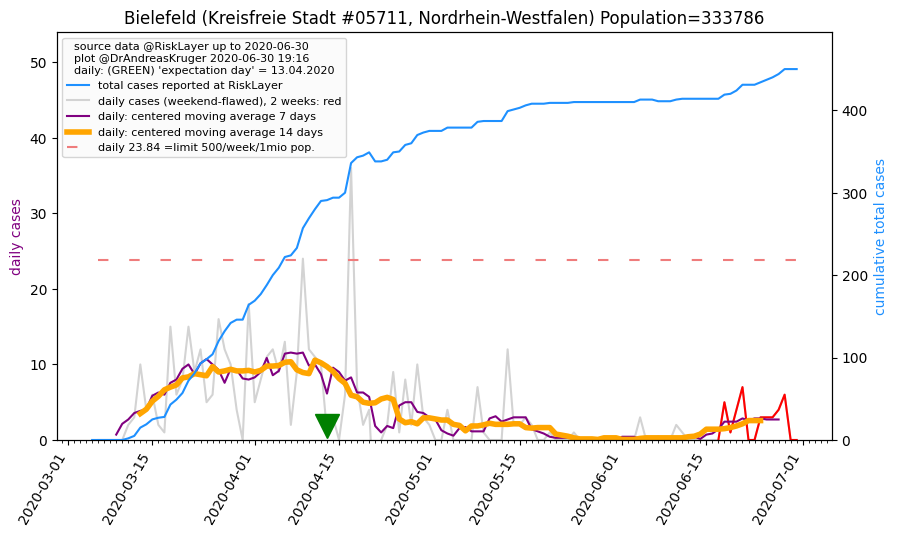 Bielefeld (Kreisfreie Stadt #05711, Nordrhein-Westfalen) Population=333786
source data @RiskLayer up to 2020-06-30
plot @DrAndreasKruger 2020-06-30 19:16
daily: (GREEN) 'expectation day' = 13.04.2020
total cases reported at RiskLayer
daily cases (weekend-flawed), 2 weeks: red
daily: centered moving average 7 days
daily: centered moving average 14 days
daily 23.84 =limit 500/week/1mio pop.
daily cases
50
40
30
20
10
0
cumulative total cases
400
300
200
100
0
2020-03-01
2020-03-15
2020-04-01
2020-04-15
2020-05-01
2020-05-15
2020-06-01
2020-06-15
2020-07-01